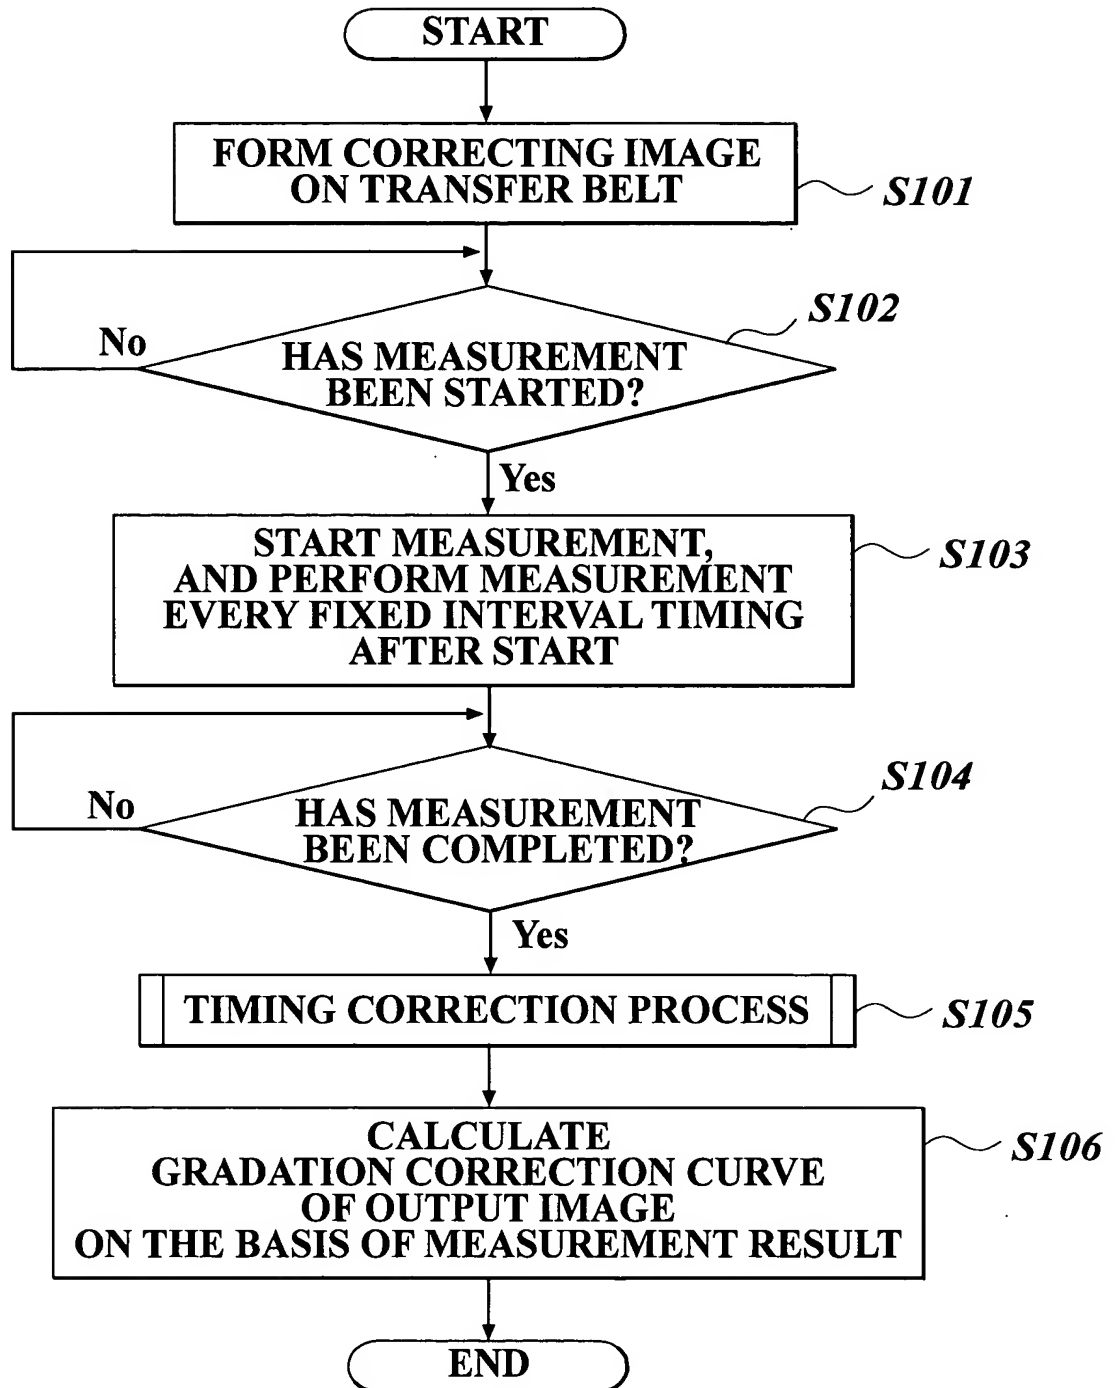 START
FORM CORRECTING IMAGE
ON TRANSFER BELT
S101
S102
No
HAS MEASUREMENT
BEEN STARTED?
Yes
START MEASUREMENT,
AND PERFORM MEASUREMENT
EVERY FIXED INTERVAL TIMING
AFTER START
S103
S104
No
HAS MEASUREMENT
BEEN COMPLETED?
Yes
TIMING CORRECTION PROCESS
S105
CALCULATE
GRADATION CORRECTION CURVE
OF OUTPUT IMAGE
ON THE BASIS OF MEASUREMENT RESULT
S106
END